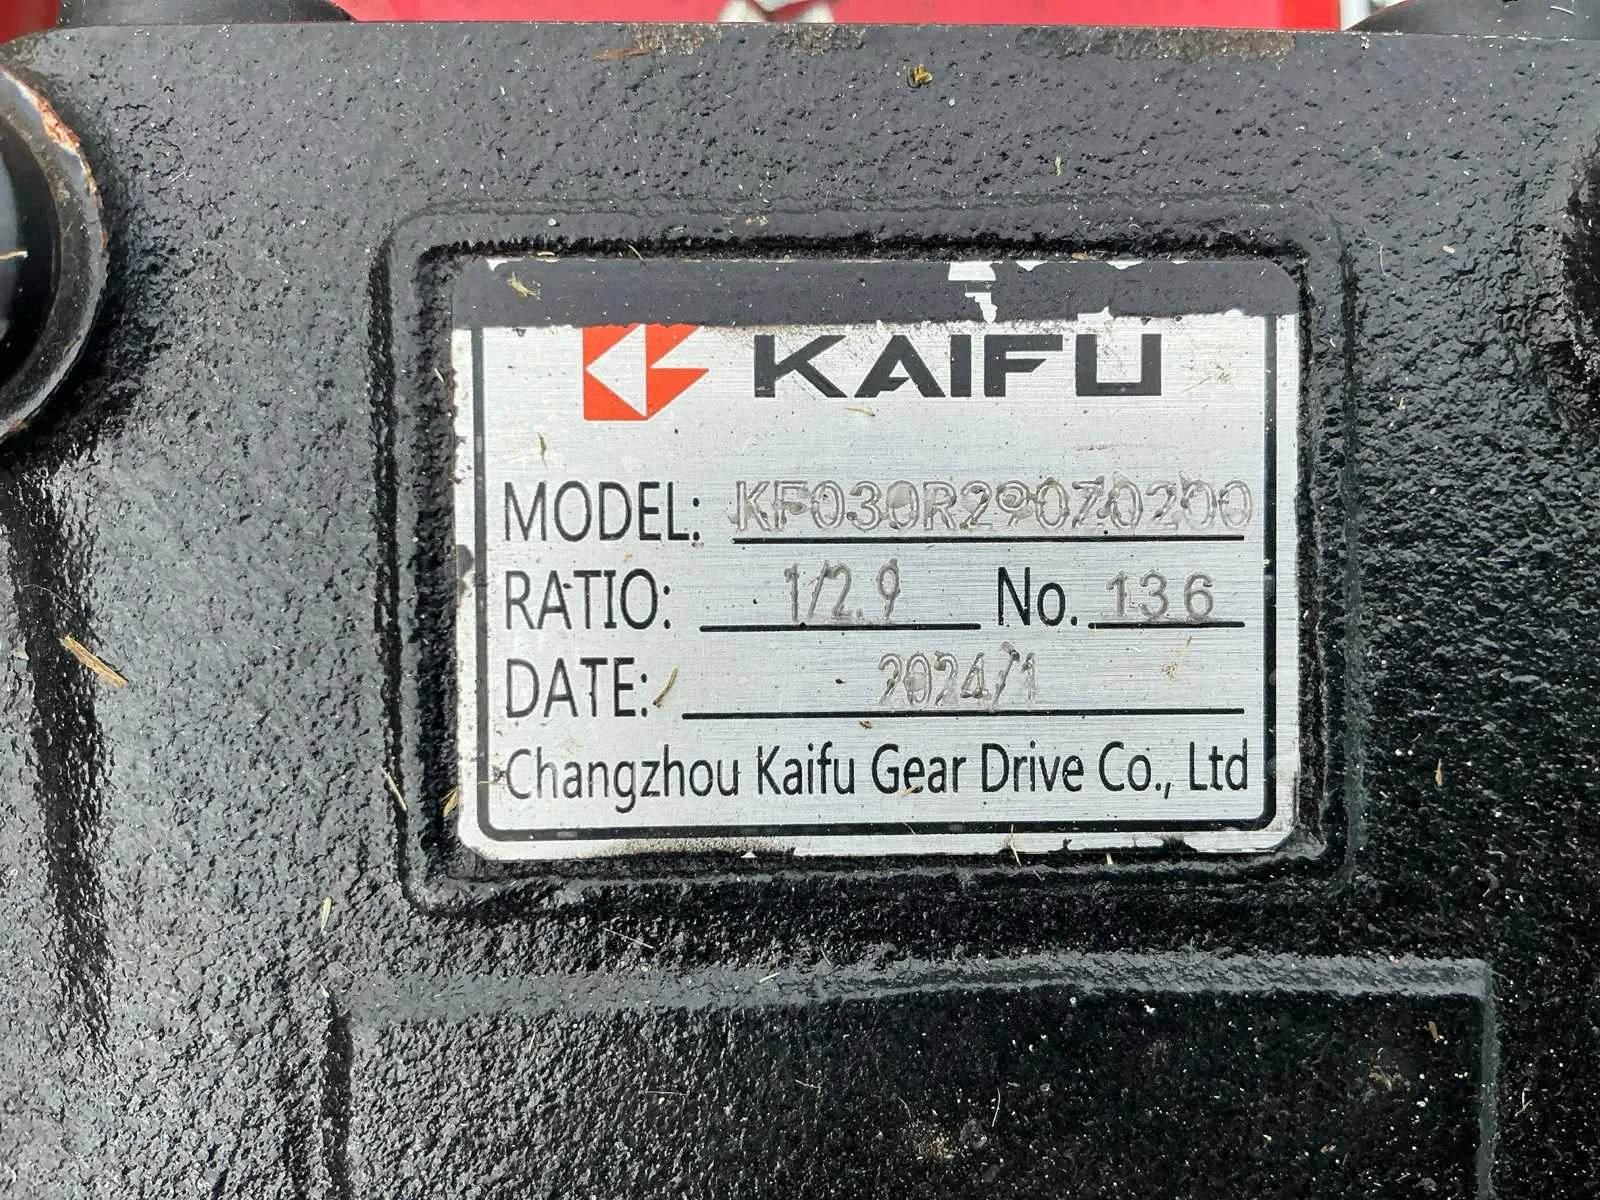 KAIFU
MODEL: KF030R290Z0200
RATIO: 1/2.9 No. 136
DATE: 2024/1
Changzhou Kaifu Gear Drive Co., Ltd